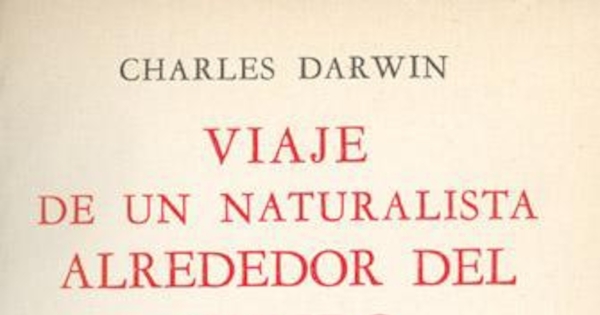 CHARLES DARWIN
VIAJE
DE UN NATURALISTA
ALREDEDOR DEL